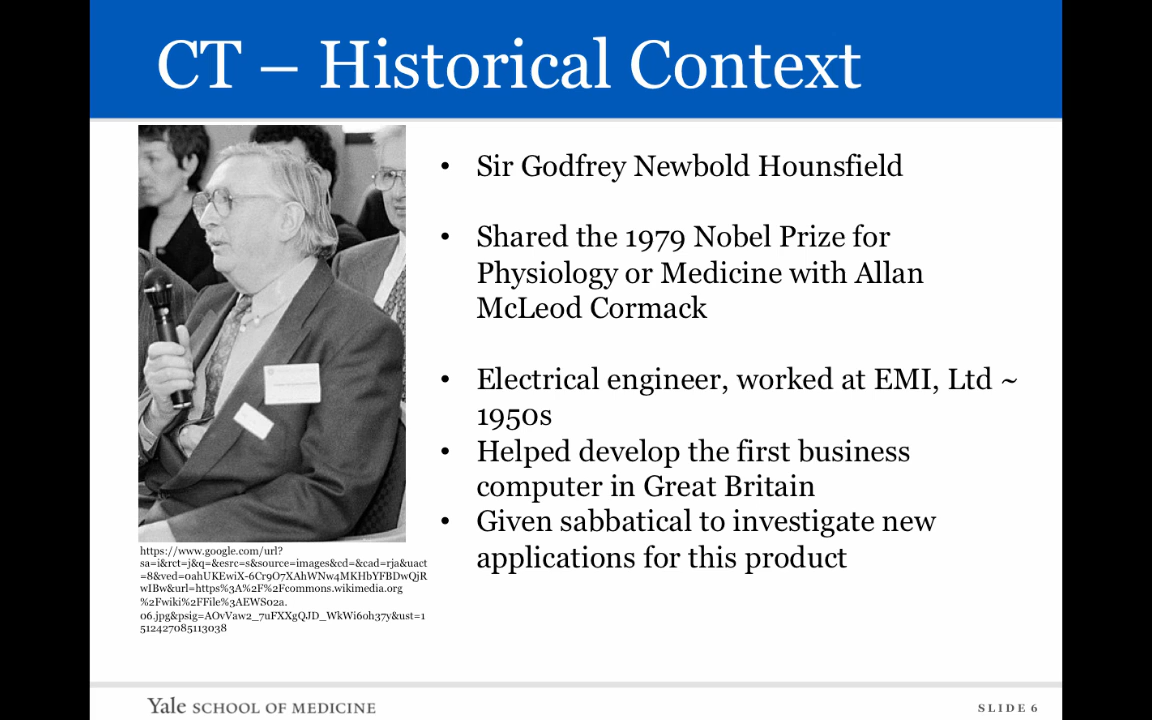 CT – Historical Context
• Sir Godfrey Newbold Hounsfield
• Shared the 1979 Nobel Prize for
Physiology or Medicine with Allan
McLeod Cormack
• Electrical engineer, worked at EMI, Ltd ~
1950s
• Helped develop the first business
computer in Great Britain
• Given sabbatical to investigate new
applications for this product
https://www.google.com/url?
sa=i&rct=j&q=&esrc=s&source=images&cd=&cad=rja&uact
=8&ved=0ahUKEwiX-6Cr9O7XAhWNw4MKHbYFBDwQjR
wIBw&url=https%3A%2F%2Fcommons.wikimedia.org
%2Fwiki%2FFile%3AEWS02a.
06.jpg&psig=AOvVaw2_7uFXXgQJD_WkWi6oh37y&ust=1
512427085113038
Yale SCHOOL OF MEDICINE
SLIDE 6